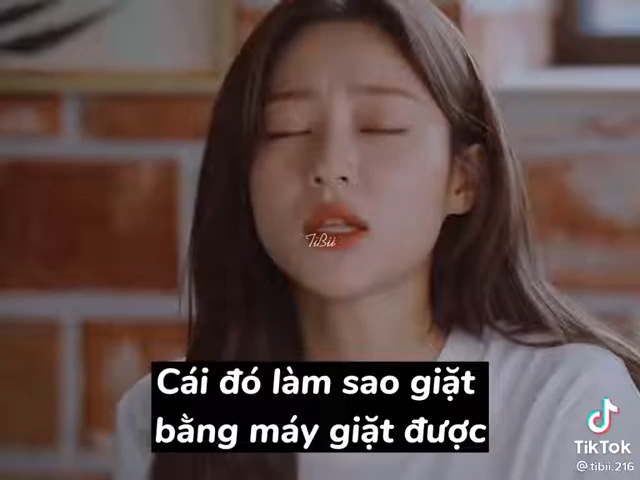 TiBii
Cái đó làm sao giặt
bằng máy giặt được
TikTok
@tibii.216